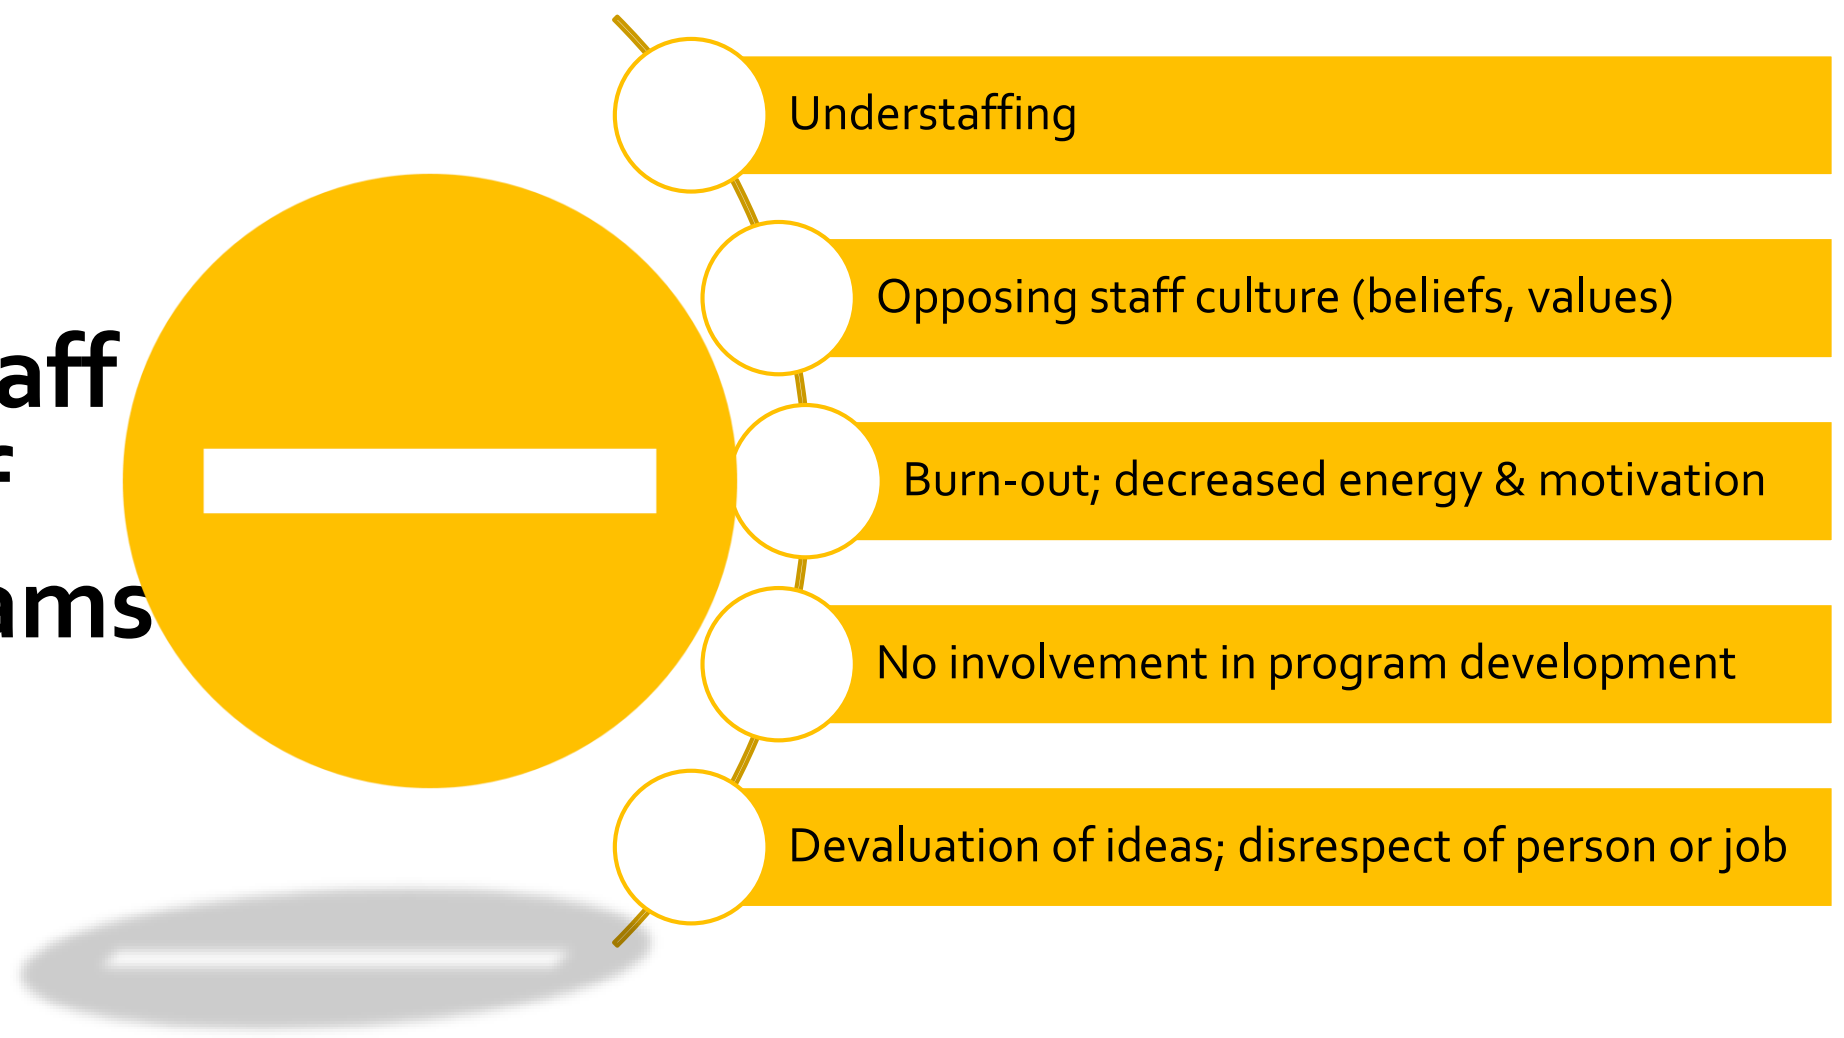 aff
f
ams
Understaffing
Opposing staff culture (beliefs, values)
Burn-out; decreased energy & motivation
No involvement in program development
Devaluation of ideas; disrespect of person or job